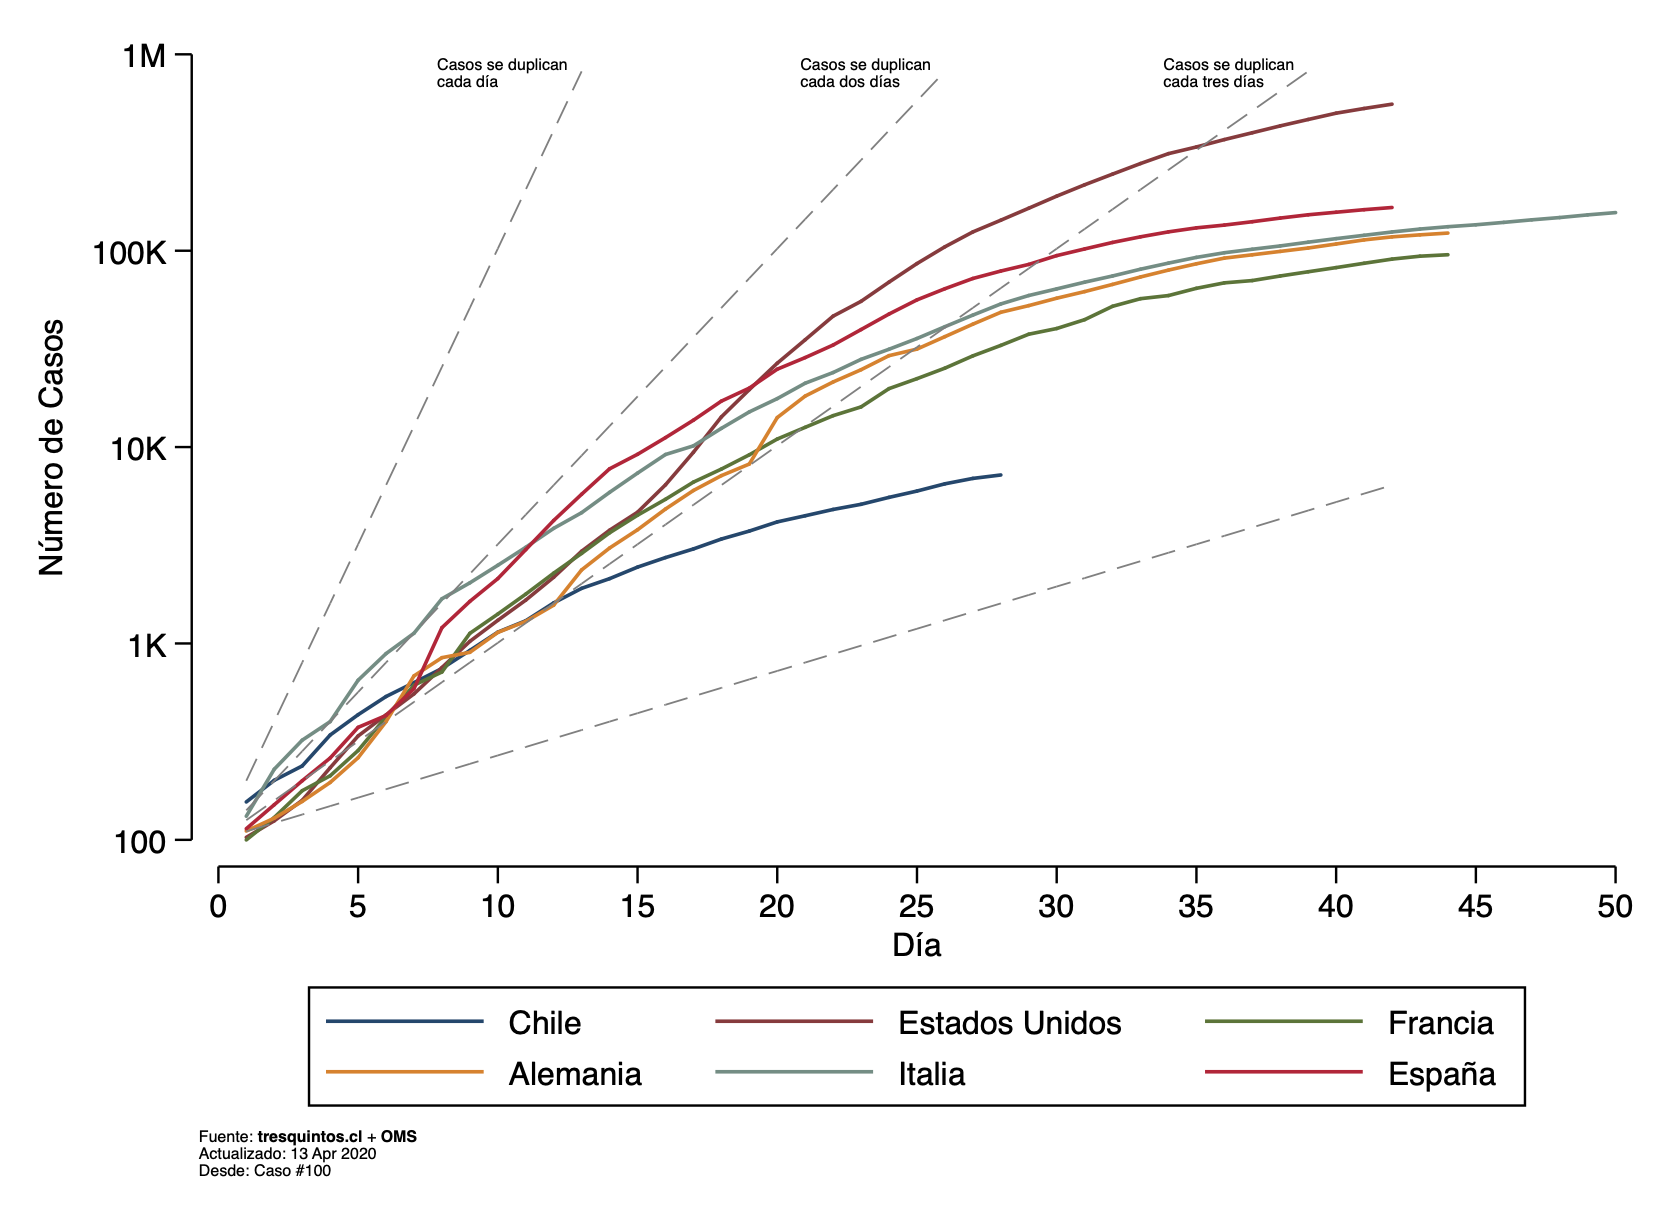 1M
100K
10K
1K
100
Número de Casos
Casos se duplican
cada día
Casos se duplican
cada dos días
Casos se duplican
cada tres días
0 5 10 15 20 25 30 35 40 45 50
Día
Chile Estados Unidos Francia
Alemania Italia España
Fuente: tresquintos.cl + OMS
Actualizado: 13 Apr 2020
Desde: Caso #100